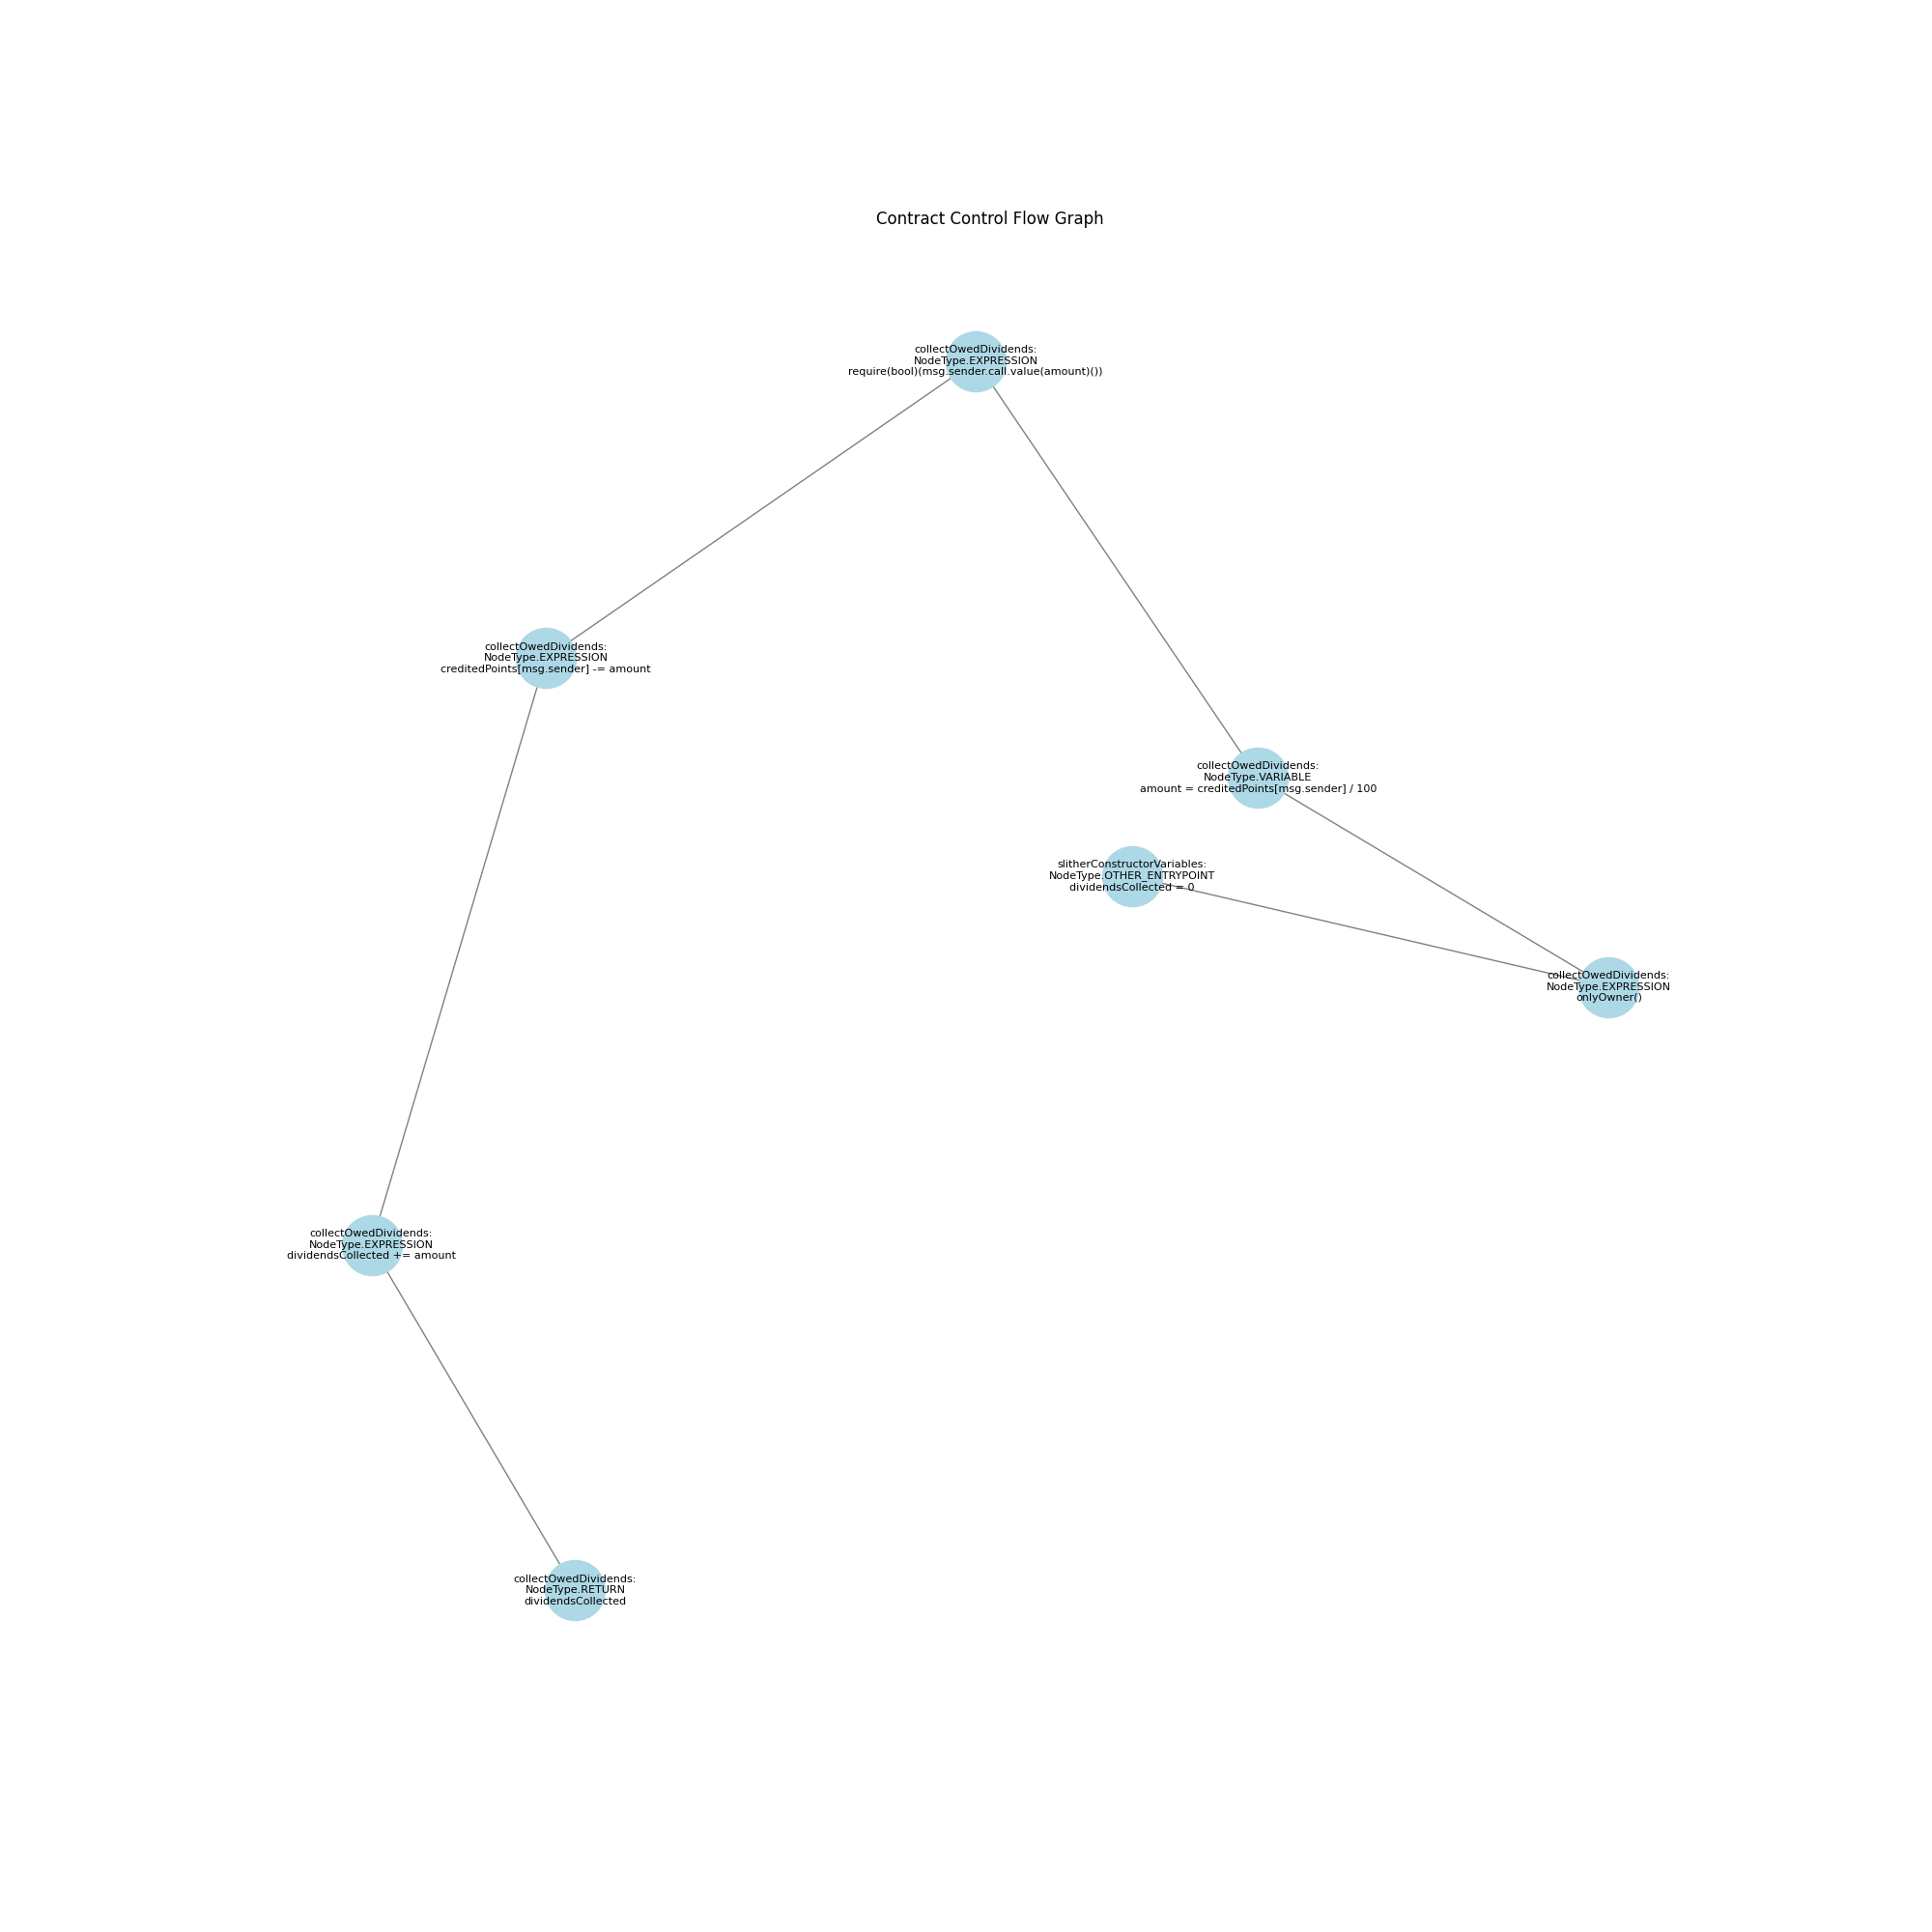 Contract Control Flow Graph
collectOwedDividends:
NodeType.EXPRESSION
require(bool)(msg.sender.call.value(amount)())
collectOwedDividends:
NodeType.EXPRESSION
creditedPoints[msg.sender] -= amount
collectOwedDividends:
NodeType.VARIABLE
amount = creditedPoints[msg.sender] / 100
slitherConstructorVariables:
NodeType.OTHER_ENTRYPOINT
dividendsCollected = 0
collectOwedDividends:
NodeType.EXPRESSION
onlyOwner()
collectOwedDividends:
NodeType.EXPRESSION
dividendsCollected += amount
collectOwedDividends:
NodeType.RETURN
dividendsCollected